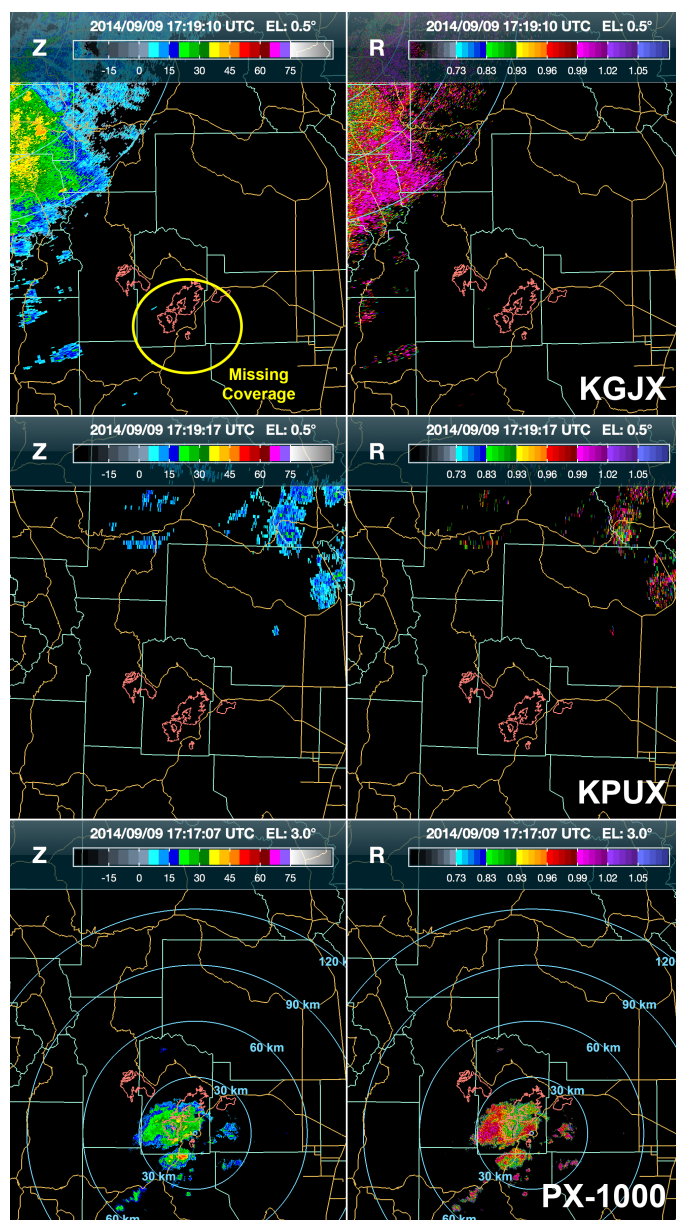 Z 2014/09/09 17:19:10 UTC EL: 0.5°
-15 0 15 30 45 60 75
R 2014/09/09 17:19:10 UTC EL: 0.5°
0.73 0.83 0.93 0.96 0.99 1.02 1.05
Missing
Coverage
KGJX
Z 2014/09/09 17:19:17 UTC EL: 0.5°
-15 0 15 30 45 60 75
R 2014/09/09 17:19:17 UTC EL: 0.5°
0.73 0.83 0.93 0.96 0.99 1.02 1.05
KPUX
Z 2014/09/09 17:17:07 UTC EL: 3.0°
-15 0 15 30 45 60 75
R 2014/09/09 17:17:07 UTC EL: 3.0°
0.73 0.83 0.93 0.96 0.99 1.02 1.05
120 k
90 km
60 km
30 km
30 km
60 km
120 k
90 km
60 km
30 km
30 km
60 km
PX-1000